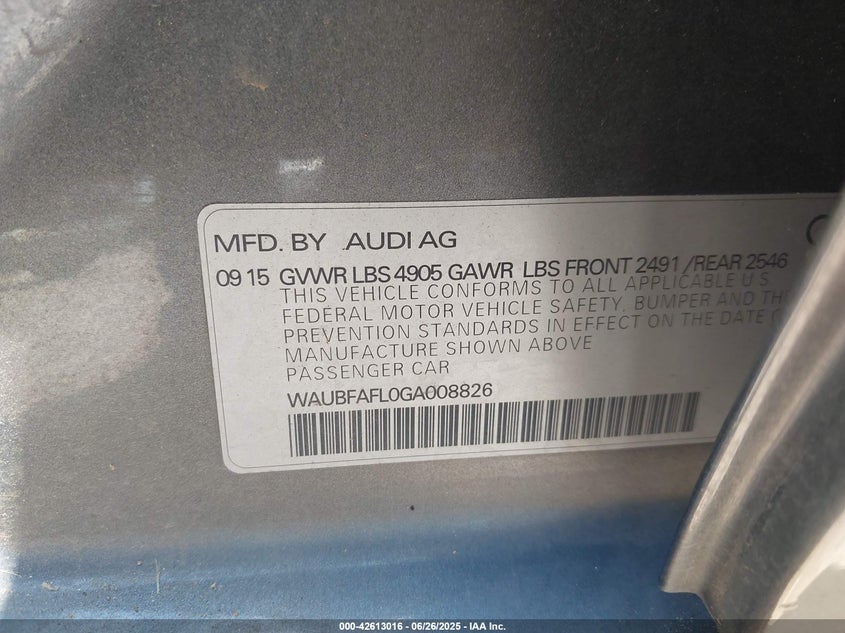 MFD. BY AUDI AG
09 15 GVWR LBS 4905 GAWR LBS FRONT 2491/REAR 2546
THIS VEHICLE CONFORMS TO ALL APPLICABLE U S
FEDERAL MOTOR VEHICLE SAFETY, BUMPER AND
PREVENTION STANDARDS IN EFFECT ON THE DATE
MANUFACTURE SHOWN ABOVE
PASSENGER CAR
WAUBFAFL0GA008826
000-42613016 - 06/26/2025 - IAA Inc.